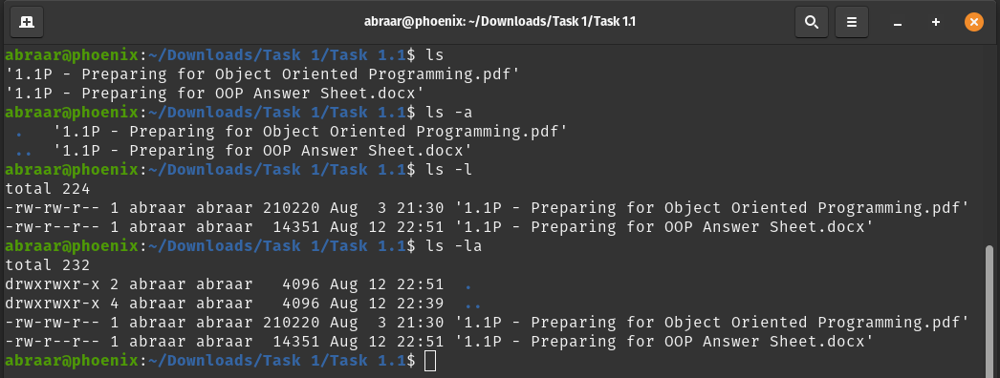 abraar@phoenix: ~/Downloads/Task 1/Task 1.1
abraar@phoenix:~/Downloads/Task 1/Task 1.1$ ls
'1.1P - Preparing for Object Oriented Programming.pdf'
'1.1P - Preparing for OOP Answer Sheet.docx'
abraar@phoenix:~/Downloads/Task 1/Task 1.1$ ls -a
 .   '1.1P - Preparing for Object Oriented Programming.pdf'
 ..  '1.1P - Preparing for OOP Answer Sheet.docx'
abraar@phoenix:~/Downloads/Task 1/Task 1.1$ ls -l
total 224
-rw-rw-r-- 1 abraar abraar 210220 Aug  3 21:30 '1.1P - Preparing for Object Oriented Programming.pdf'
-rw-r--r-- 1 abraar abraar  14351 Aug 12 22:51 '1.1P - Preparing for OOP Answer Sheet.docx'
abraar@phoenix:~/Downloads/Task 1/Task 1.1$ ls -la
total 232
drwxrwxr-x 2 abraar abraar   4096 Aug 12 22:51  .
drwxrwxr-x 4 abraar abraar   4096 Aug 12 22:39  ..
-rw-rw-r-- 1 abraar abraar 210220 Aug  3 21:30 '1.1P - Preparing for Object Oriented Programming.pdf'
-rw-r--r-- 1 abraar abraar  14351 Aug 12 22:51 '1.1P - Preparing for OOP Answer Sheet.docx'
abraar@phoenix:~/Downloads/Task 1/Task 1.1$